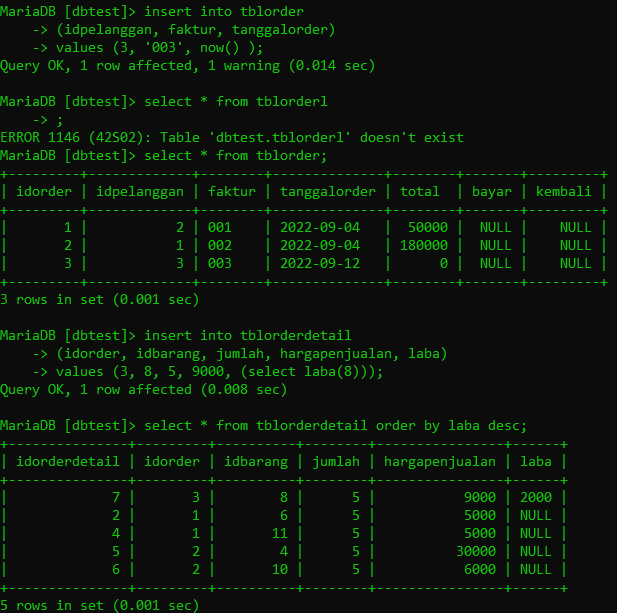 MariaDB [dbtest]> insert into tblorder
    -> (idpelanggan, faktur, tanggalorder)
    -> values (3, '003', now() );
Query OK, 1 row affected, 1 warning (0.014 sec)

MariaDB [dbtest]> select * from tblorderl
    -> ;
ERROR 1146 (42S02): Table 'dbtest.tblorderl' doesn't exist
MariaDB [dbtest]> select * from tblorder;
+---------+-------------+--------+--------------+--------+-------+---------+
| idorder | idpelanggan | faktur | tanggalorder | total  | bayar | kembali |
+---------+-------------+--------+--------------+--------+-------+---------+
|       1 |           2 | 001    | 2022-09-04   |  50000 |  NULL |    NULL |
|       2 |           1 | 002    | 2022-09-04   | 180000 |  NULL |    NULL |
|       3 |           3 | 003    | 2022-09-12   |      0 |  NULL |    NULL |
+---------+-------------+--------+--------------+--------+-------+---------+
3 rows in set (0.001 sec)

MariaDB [dbtest]> insert into tblorderdetail
    -> (idorder, idbarang, jumlah, hargapenjualan, laba)
    -> values (3, 8, 5, 9000, (select laba(8)));
Query OK, 1 row affected (0.008 sec)

MariaDB [dbtest]> select * from tblorderdetail order by laba desc;
+---------------+---------+----------+--------+----------------+------+
| idorderdetail | idorder | idbarang | jumlah | hargapenjualan | laba |
+---------------+---------+----------+--------+----------------+------+
|             7 |       3 |        8 |      5 |           9000 | 2000 |
|             2 |       1 |        6 |      5 |           5000 | NULL |
|             4 |       1 |       11 |      5 |           5000 | NULL |
|             5 |       2 |        4 |      5 |          30000 | NULL |
|             6 |       2 |       10 |      5 |           6000 | NULL |
+---------------+---------+----------+--------+----------------+------+
5 rows in set (0.001 sec)